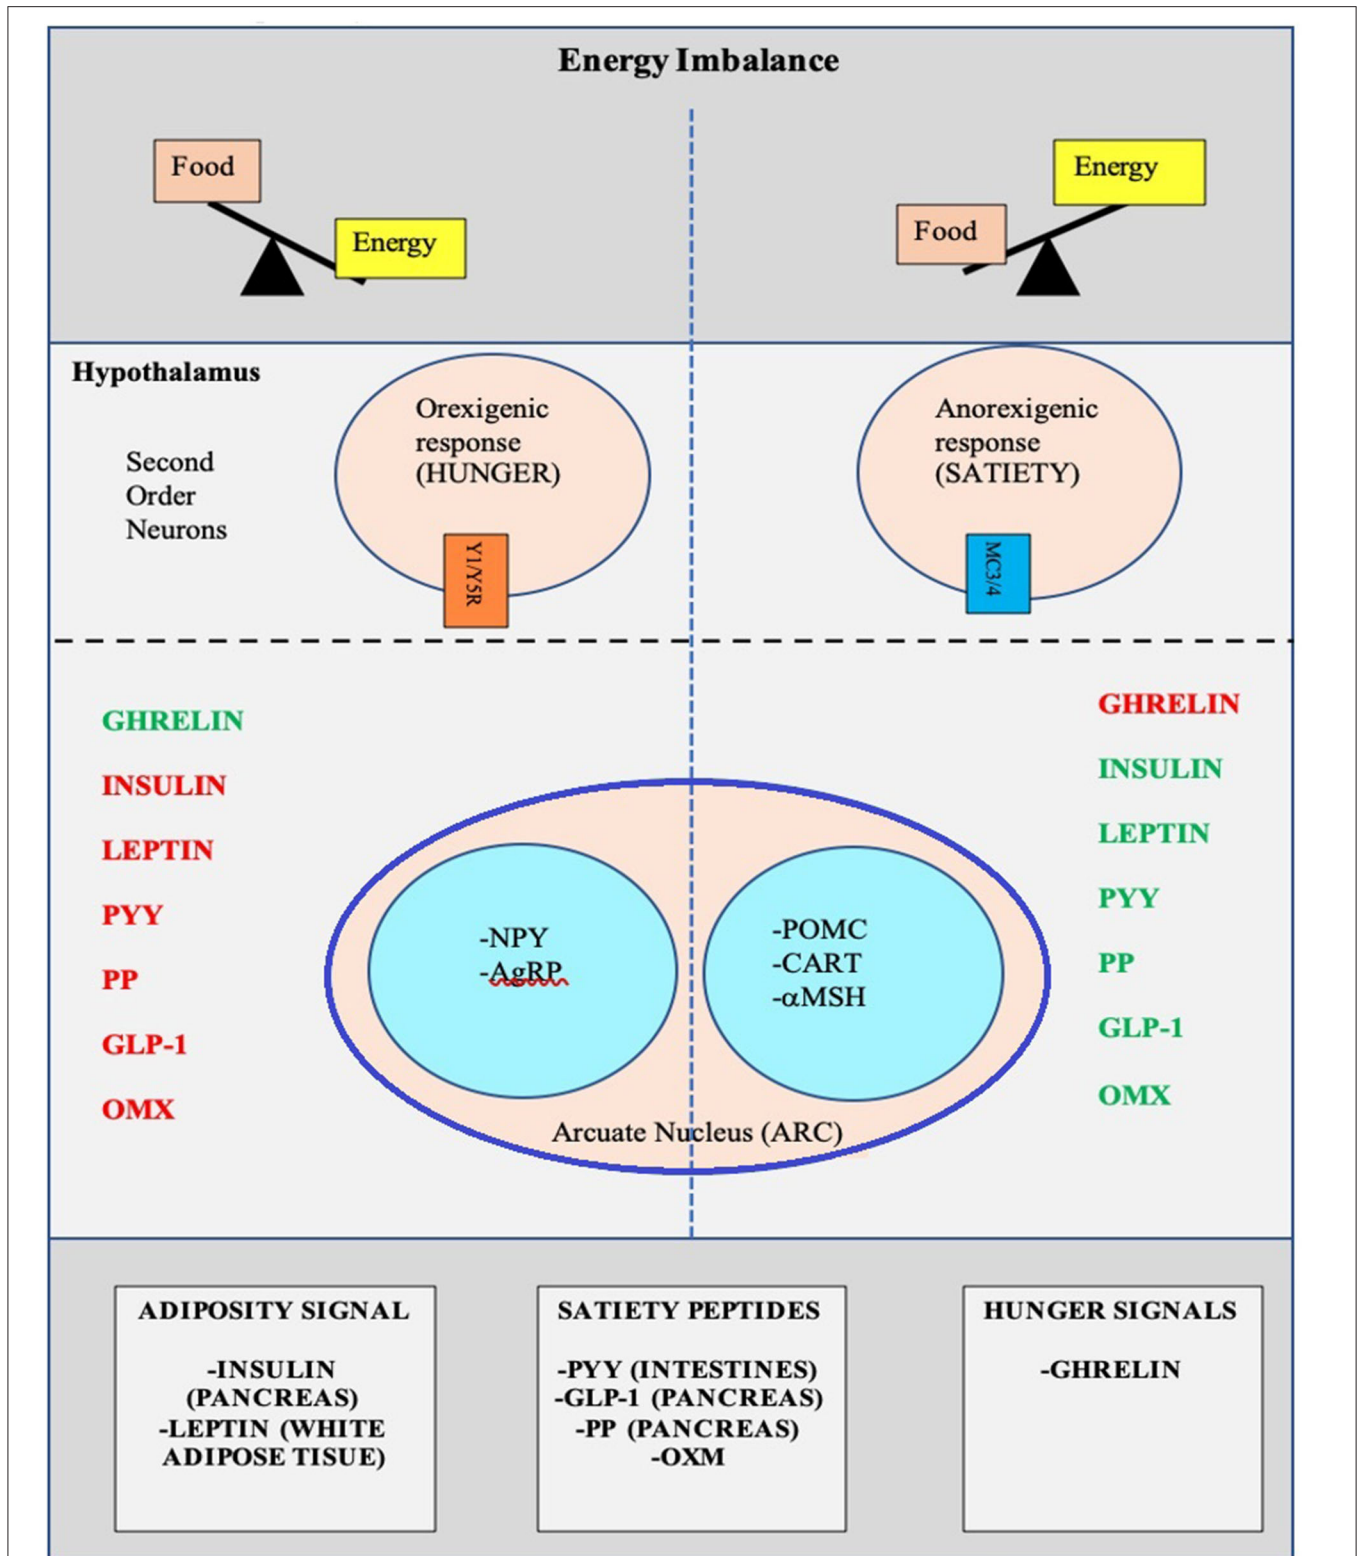 Energy Imbalance
Food
Energy
Energy
Food
Hypothalamus
Second
Order
Neurons
Orexigenic
response
(HUNGER)
Y1/Y5R
Anorexigenic
response
(SATIETY)
MC3/4
GHRELIN
INSULIN
LEPTIN
PYY
PP
GLP-1
OMX
-NPY
-AgRP
-POMC
-CART
-αMSH
Arcuate Nucleus (ARC)
GHRELIN
INSULIN
LEPTIN
PYY
PP
GLP-1
OMX
ADIPOSITY SIGNAL
-INSULIN
(PANCREAS)
-LEPTIN (WHITE
ADIPOSE TISUE)
SATIETY PEPTIDES
-PYY (INTESTINES)
-GLP-1 (PANCREAS)
-PP (PANCREAS)
-OXM
HUNGER SIGNALS
-GHRELIN